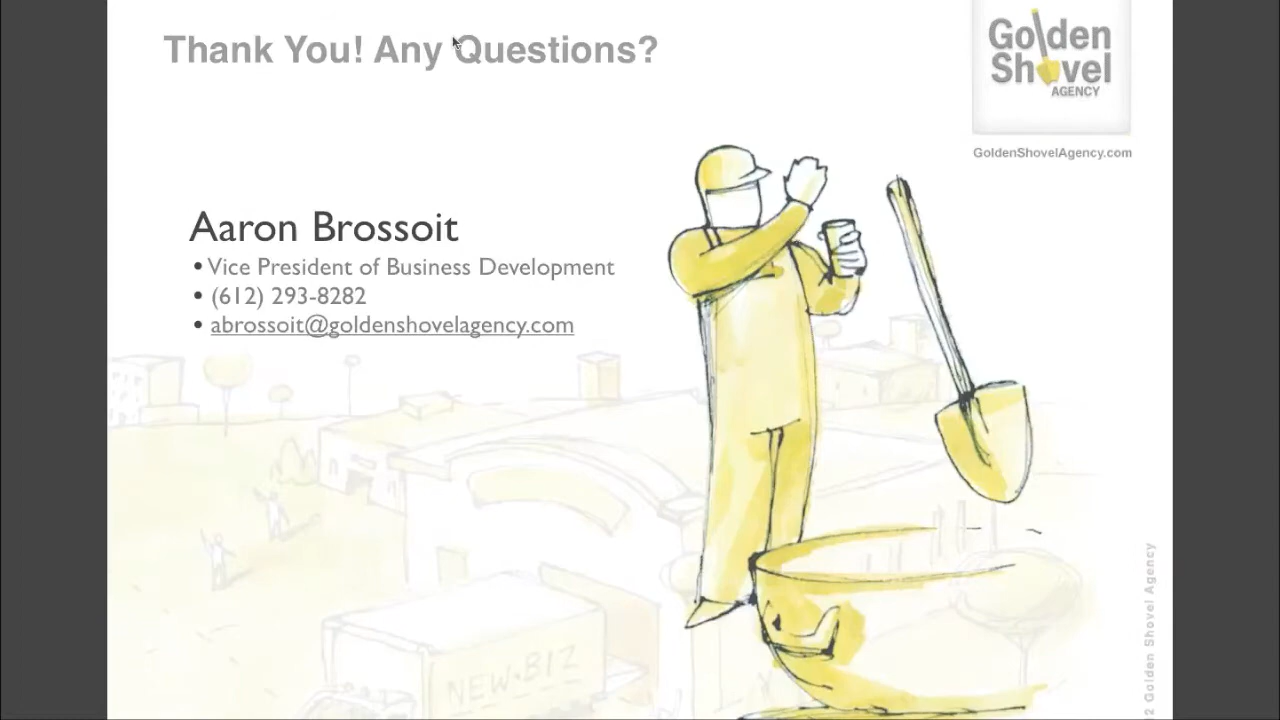 Thank You! Any Questions?
Golden
Shovel
AGENCY
GoldenShovelAgency.com
Aaron Brossoit
• Vice President of Business Development
• (612) 293-8282
• abrossoit@goldenshovelagency.com
NEW·BIZ
2 Golden Shovel Agency